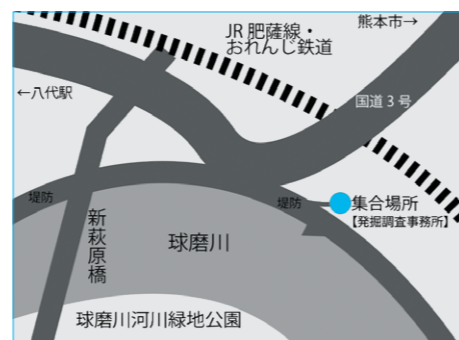 熊本市→
JR 肥薩線・
おれんじ鉄道
←八代駅
国道3号
堤防
堤防
集合場所
【発掘調査事務所】
新萩原橋
球磨川
球磨川河川緑地公園